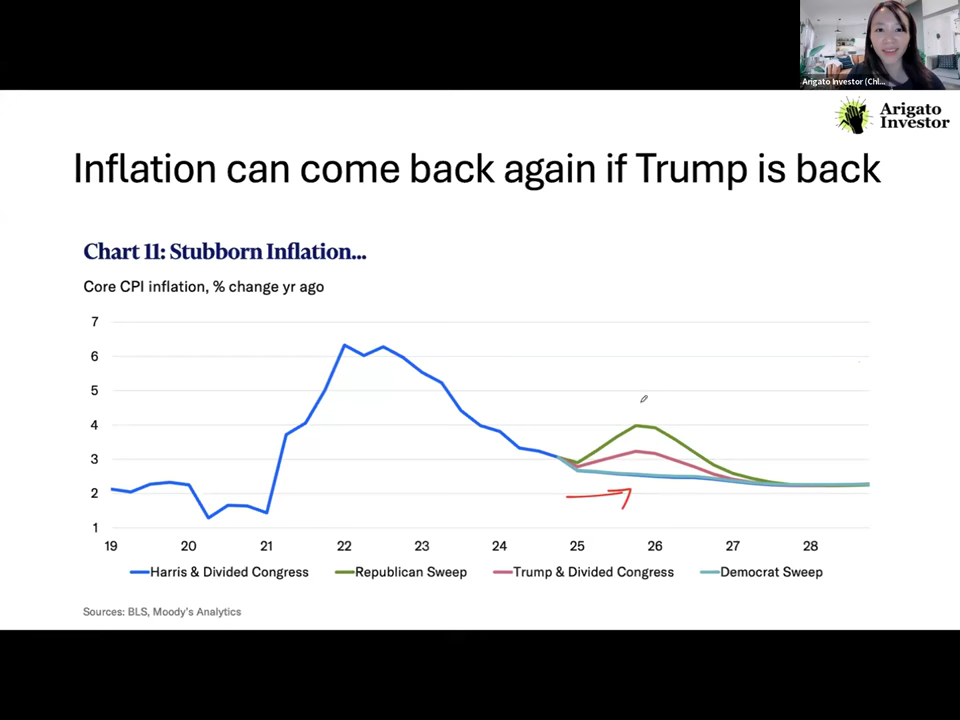 Arigato Investor (Chl...
Arigato
Investor
Inflation can come back again if Trump is back
Chart 11: Stubborn Inflation...
Core CPI inflation, % change yr ago
7
6
5
4
3
2
1
19 20 21 22 23 24 25 26 27 28
Harris & Divided Congress Republican Sweep Trump & Divided Congress Democrat Sweep
Sources: BLS, Moody's Analytics